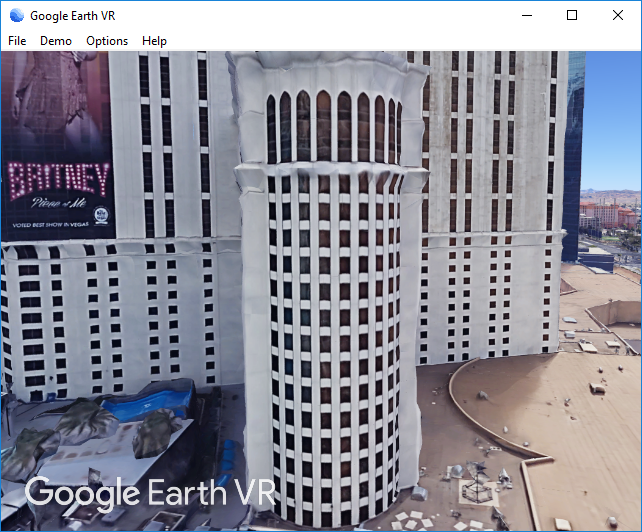 Google Earth VR
File Demo Options Help
BRITNEY
Piece of Me
VOTED BEST SHOW IN VEGAS
Google Earth VR